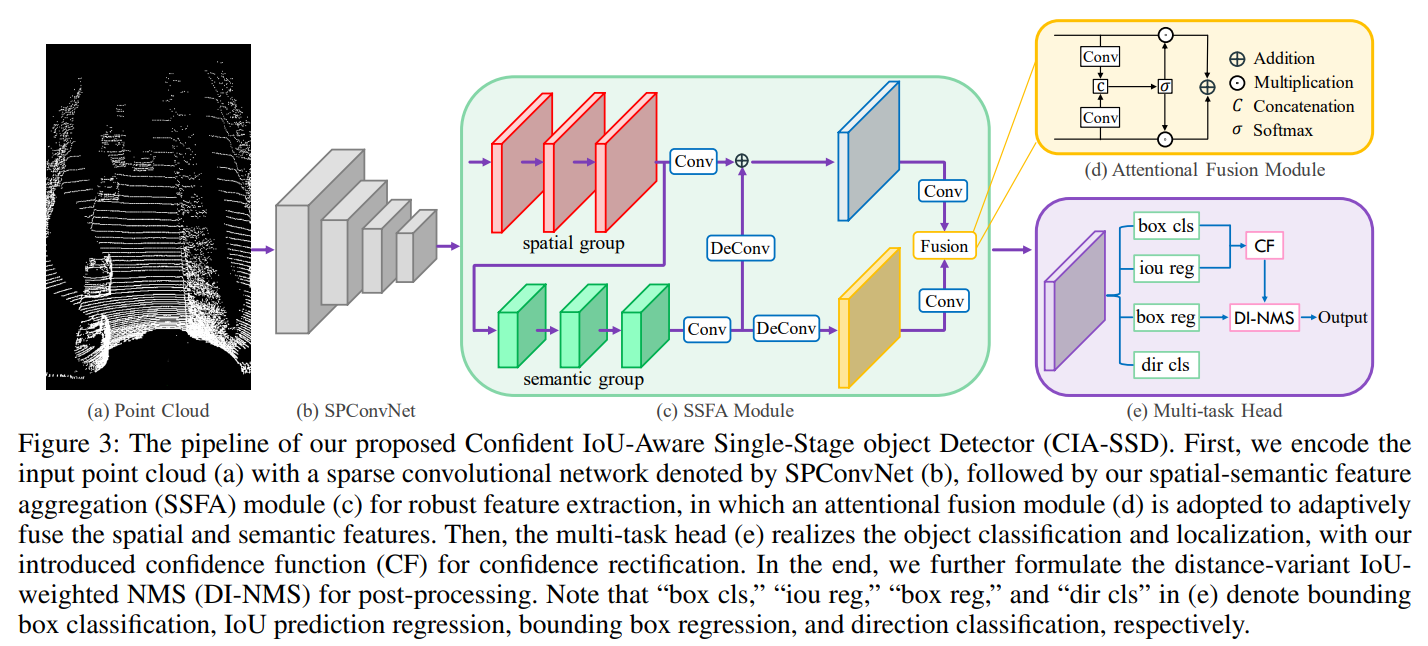 spatial group
Conv
⊕
DeConv
semantic group
Conv
DeConv
Conv
Fusion
Conv
Conv
C
Conv
σ
⊕ Addition
⊙ Multiplication
C Concatenation
σ Softmax
(d) Attentional Fusion Module
box cls
iou reg
box reg
dir cls
CF
DI-NMS
Output
(a) Point Cloud
(b) SPConvNet
(c) SSFA Module
(e) Multi-task Head
Figure 3: The pipeline of our proposed Confident IoU-Aware Single-Stage object Detector (CIA-SSD). First, we encode the
input point cloud (a) with a sparse convolutional network denoted by SPConvNet (b), followed by our spatial-semantic feature
aggregation (SSFA) module (c) for robust feature extraction, in which an attentional fusion module (d) is adopted to adaptively
fuse the spatial and semantic features. Then, the multi-task head (e) realizes the object classification and localization, with our
introduced confidence function (CF) for confidence rectification. In the end, we further formulate the distance-variant IoU-
weighted NMS (DI-NMS) for post-processing. Note that “box cls,” “iou reg,” “box reg,” and “dir cls” in (e) denote bounding
box classification, IoU prediction regression, bounding box regression, and direction classification, respectively.